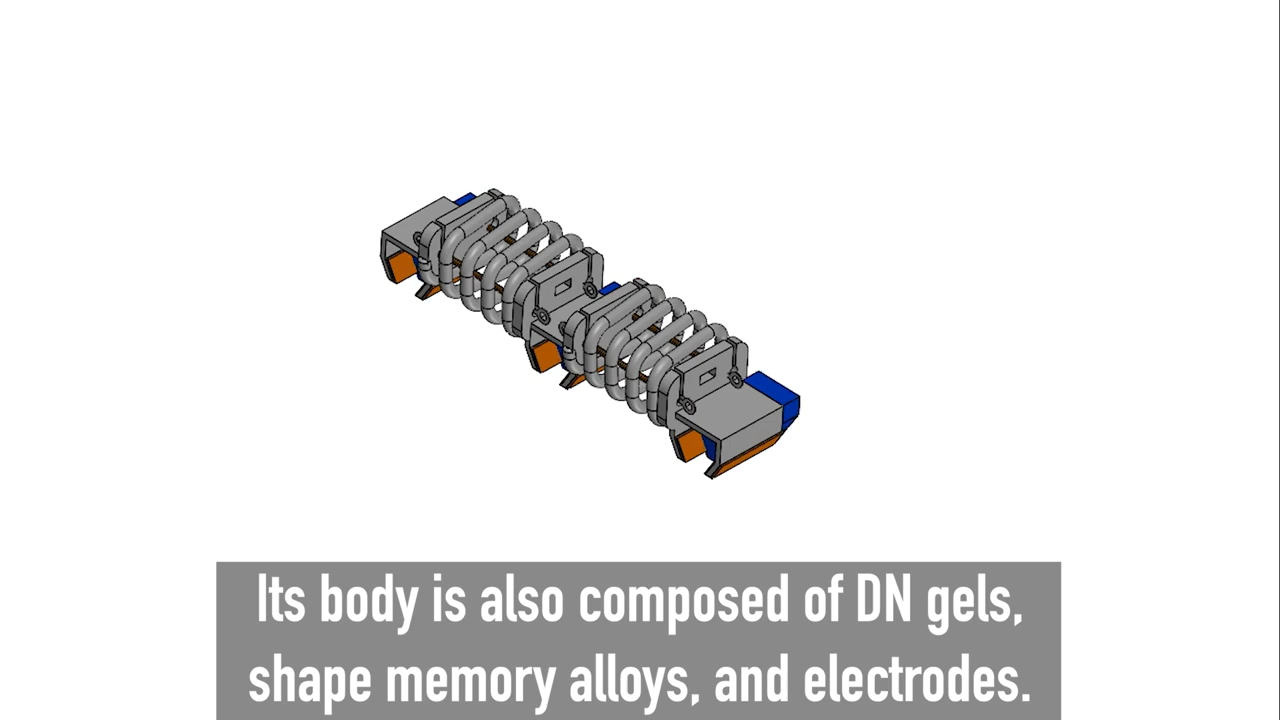 Its body is also composed of DN gels,
shape memory alloys, and electrodes.